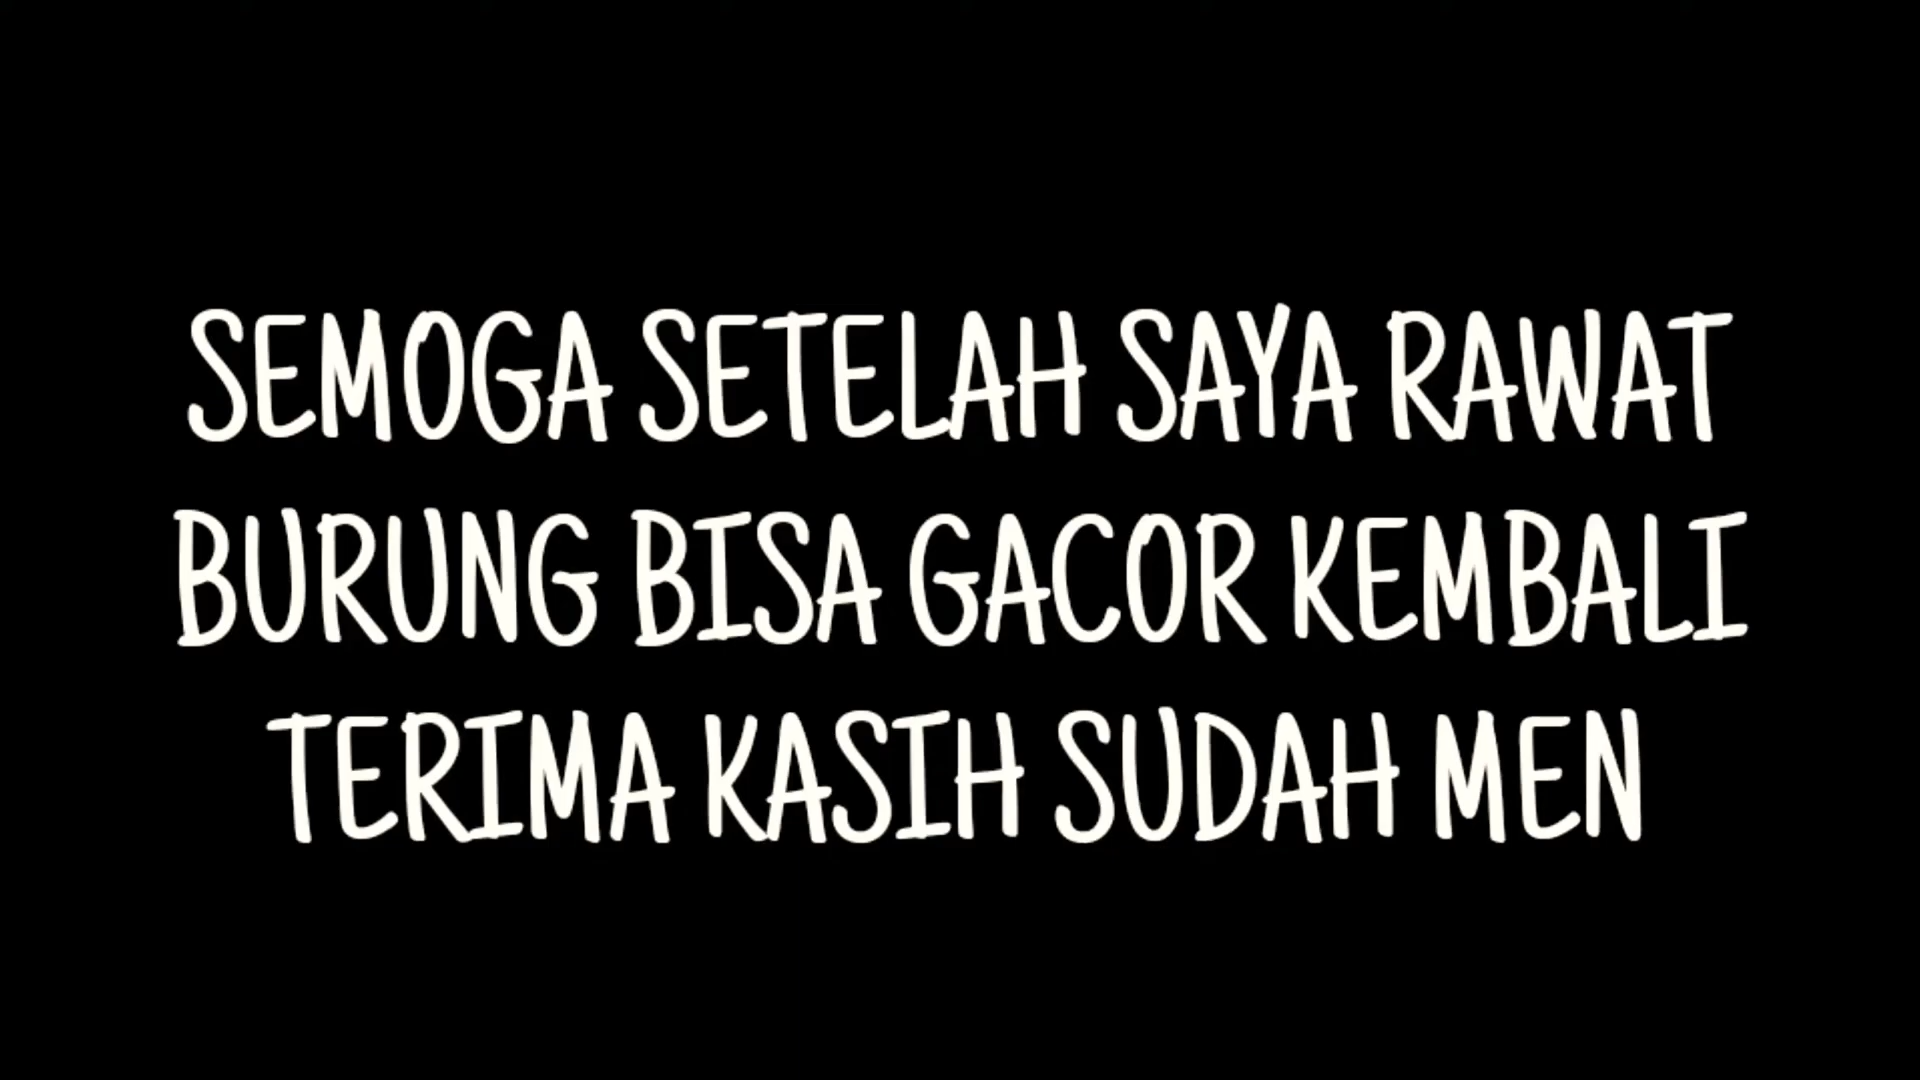 SEMOGA SETELAH SAYA RAWAT
BURUNG BISA GACOR KEMBALI
TERIMA KASIH SUDAH MEN